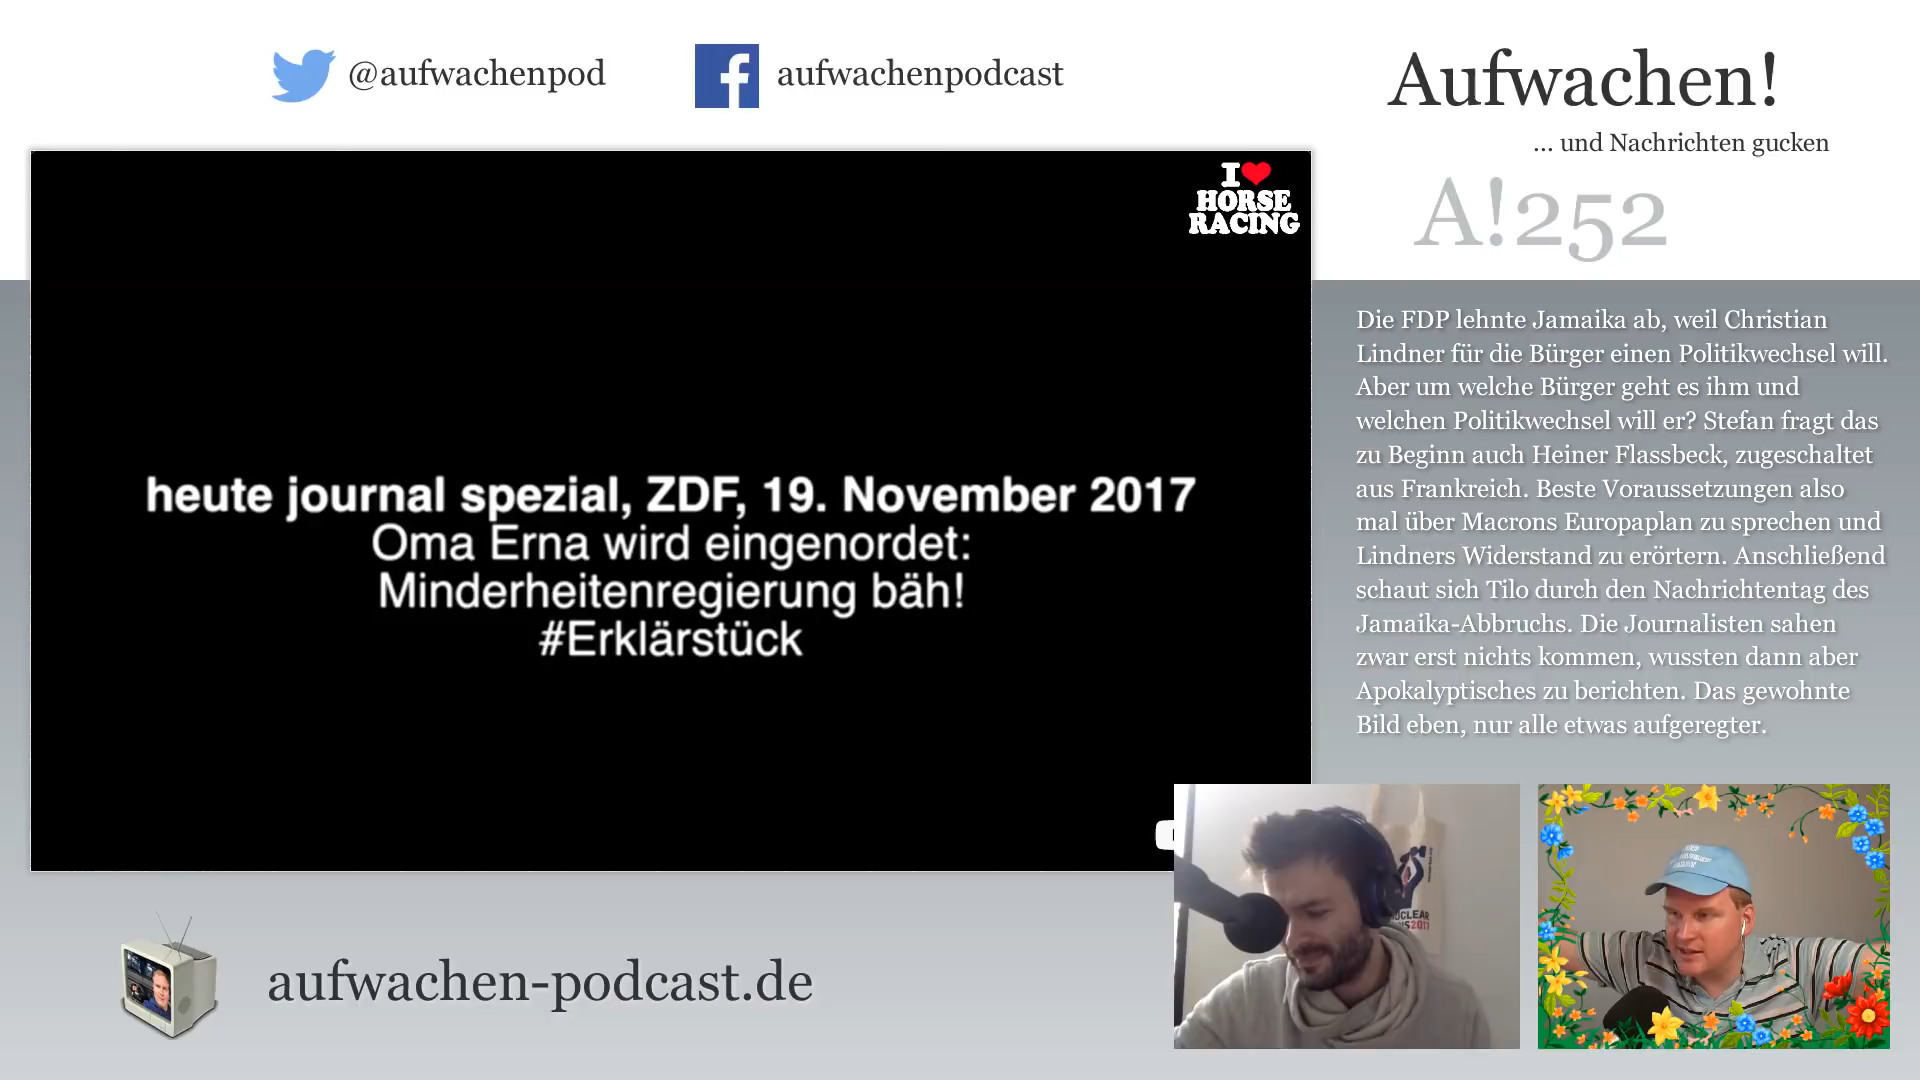 @aufwachenpod
aufwachenpodcast
Aufwachen!
... und Nachrichten gucken
A!252
I
HORSE
RACING
heute journal spezial, ZDF, 19. November 2017
Oma Erna wird eingenordet:
Minderheitenregierung bäh!
#Erklärstück
Die FDP lehnte Jamaika ab, weil Christian
Lindner für die Bürger einen Politikwechsel will.
Aber um welche Bürger geht es ihm und
welchen Politikwechsel will er? Stefan fragt das
zu Beginn auch Heiner Flassbeck, zugeschaltet
aus Frankreich. Beste Voraussetzungen also
mal über Macrons Europaplan zu sprechen und
Lindners Widerstand zu erörtern. Anschließend
schaut sich Tilo durch den Nachrichtentag des
Jamaika-Abbruchs. Die Journalisten sahen
zwar erst nichts kommen, wussten dann aber
Apokalyptisches zu berichten. Das gewohnte
Bild eben, nur alle etwas aufgeregter.
aufwachen-podcast.de